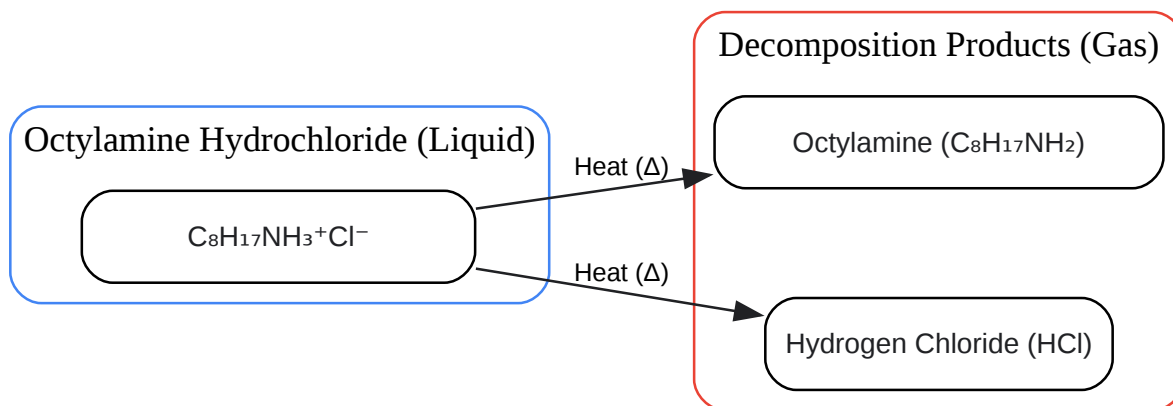 Decomposition Products (Gas)
Octylamine Hydrochloride (Liquid)
Octylamine (C₈H₁₇NH₂)
Heat (Δ)
C₈H₁₇NH₃⁺Cl⁻
Heat (Δ)
Hydrogen Chloride (HCl)